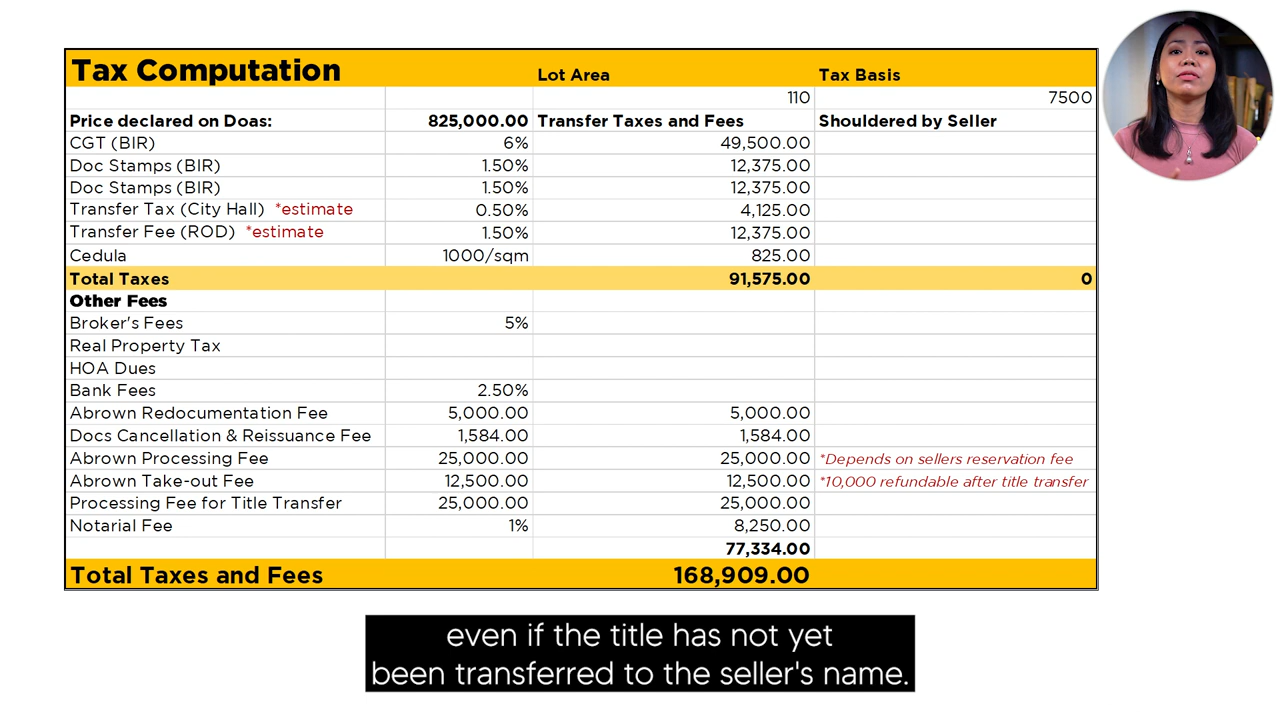 Tax Computation Lot Area Tax Basis
110 7500
Price declared on Doas: 825,000.00 Transfer Taxes and Fees Shouldered by Seller
CGT (BIR) 6% 49,500.00
Doc Stamps (BIR) 1.50% 12,375.00
Doc Stamps (BIR) 1.50% 12,375.00
Transfer Tax (City Hall) *estimate 0.50% 4,125.00
Transfer Fee (ROD) *estimate 1.50% 12,375.00
Cedula 1000/sqm 825.00
Total Taxes 91,575.00 0
Other Fees
Broker's Fees 5%
Real Property Tax
HOA Dues
Bank Fees 2.50%
Abrown Redocumentation Fee 5,000.00 5,000.00
Docs Cancellation & Reissuance Fee 1,584.00 1,584.00
Abrown Processing Fee 25,000.00 25,000.00 *Depends on sellers reservation fee
Abrown Take-out Fee 12,500.00 12,500.00 *10,000 refundable after title transfer
Processing Fee for Title Transfer 25,000.00 25,000.00
Notarial Fee 1% 8,250.00
77,334.00
Total Taxes and Fees 168,909.00
even if the title has not yet
been transferred to the seller's name.